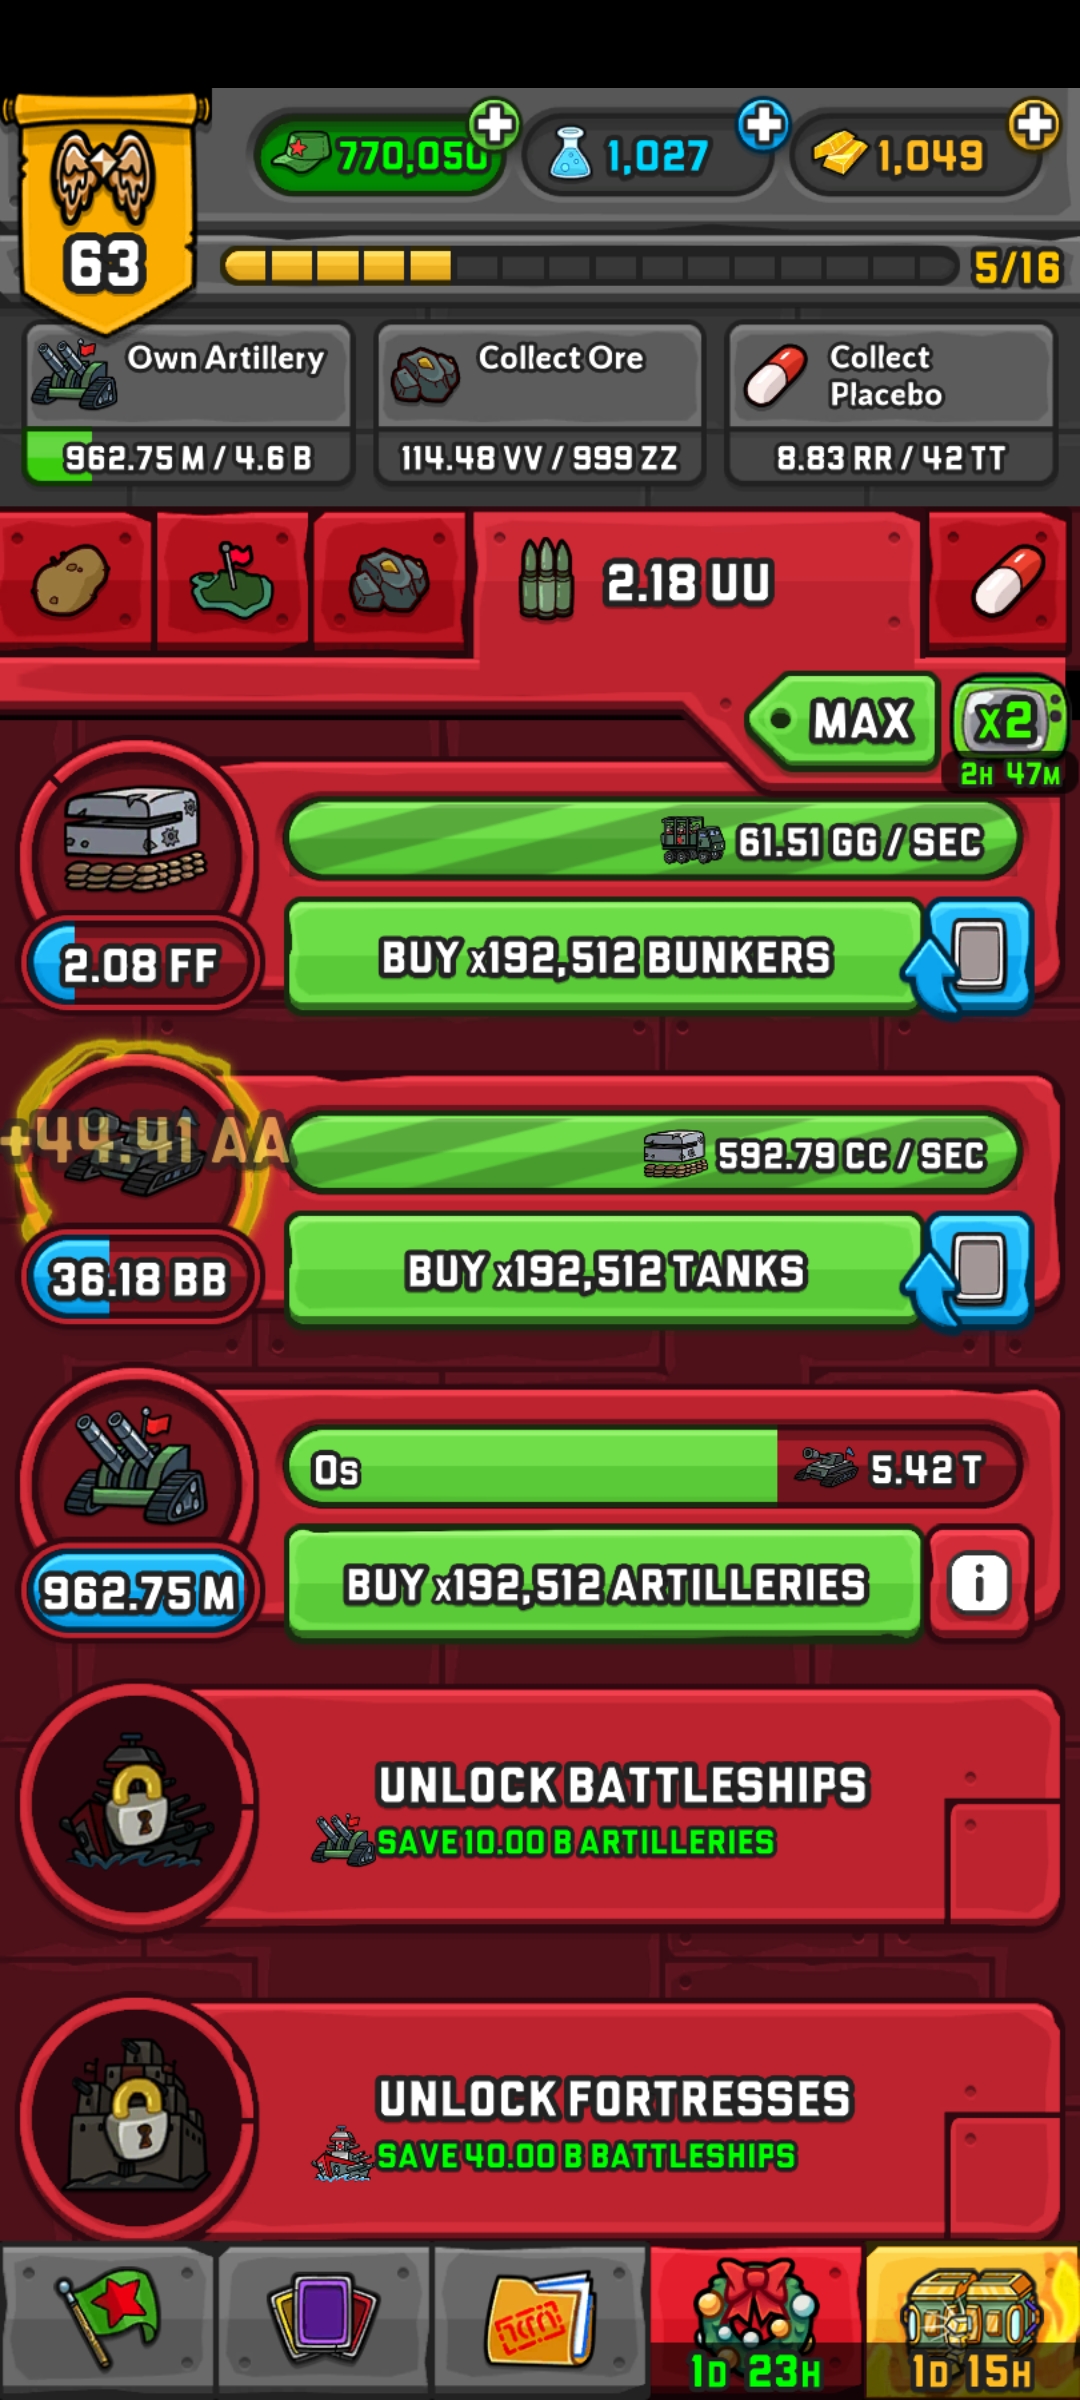 770,050
1,027
1,049
63
5/16
Own Artillery
962.75 M / 4.6 B
Collect Ore
114.48 VV / 999 ZZ
Collect
Placebo
8.83 RR / 42 TT
2.18 UU
MAX
x2
2H 47M
61.51 GG / SEC
2.08 FF
BUY x192,512 BUNKERS
+44.41 AA
592.79 CC / SEC
36.18 BB
BUY x192,512 TANKS
0s
5.42 T
962.75 M
BUY x192,512 ARTILLERIES
i
UNLOCK BATTLESHIPS
SAVE 10.00 B ARTILLERIES
UNLOCK FORTRESSES
SAVE 40.00 B BATTLESHIPS
1D 23H
1D 15H